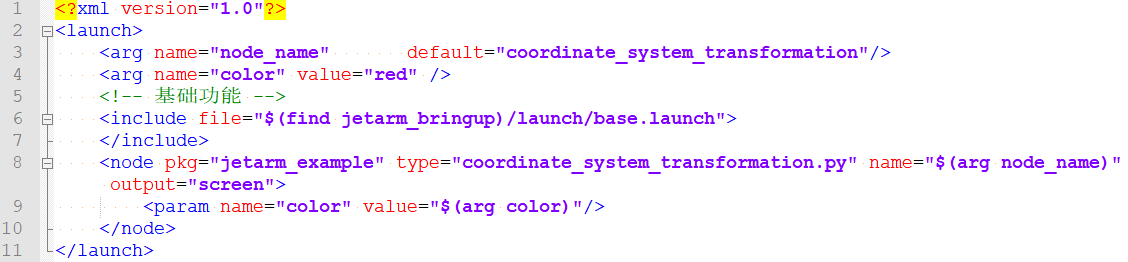 1 <?xml version="1.0"?>
2 <launch>
3 <arg name="node_name" default="coordinate_system_transformation"/>
4 <arg name="color" value="red" />
5 <!-- 基础功能 -->
6 <include file="$(find jetarm_bringup)/launch/base.launch">
7 </include>
8 <node pkg="jetarm_example" type="coordinate_system_transformation.py" name="$(arg node_name)"
output="screen">
9 <param name="color" value="$(arg color)"/>
10 </node>
11 </launch>